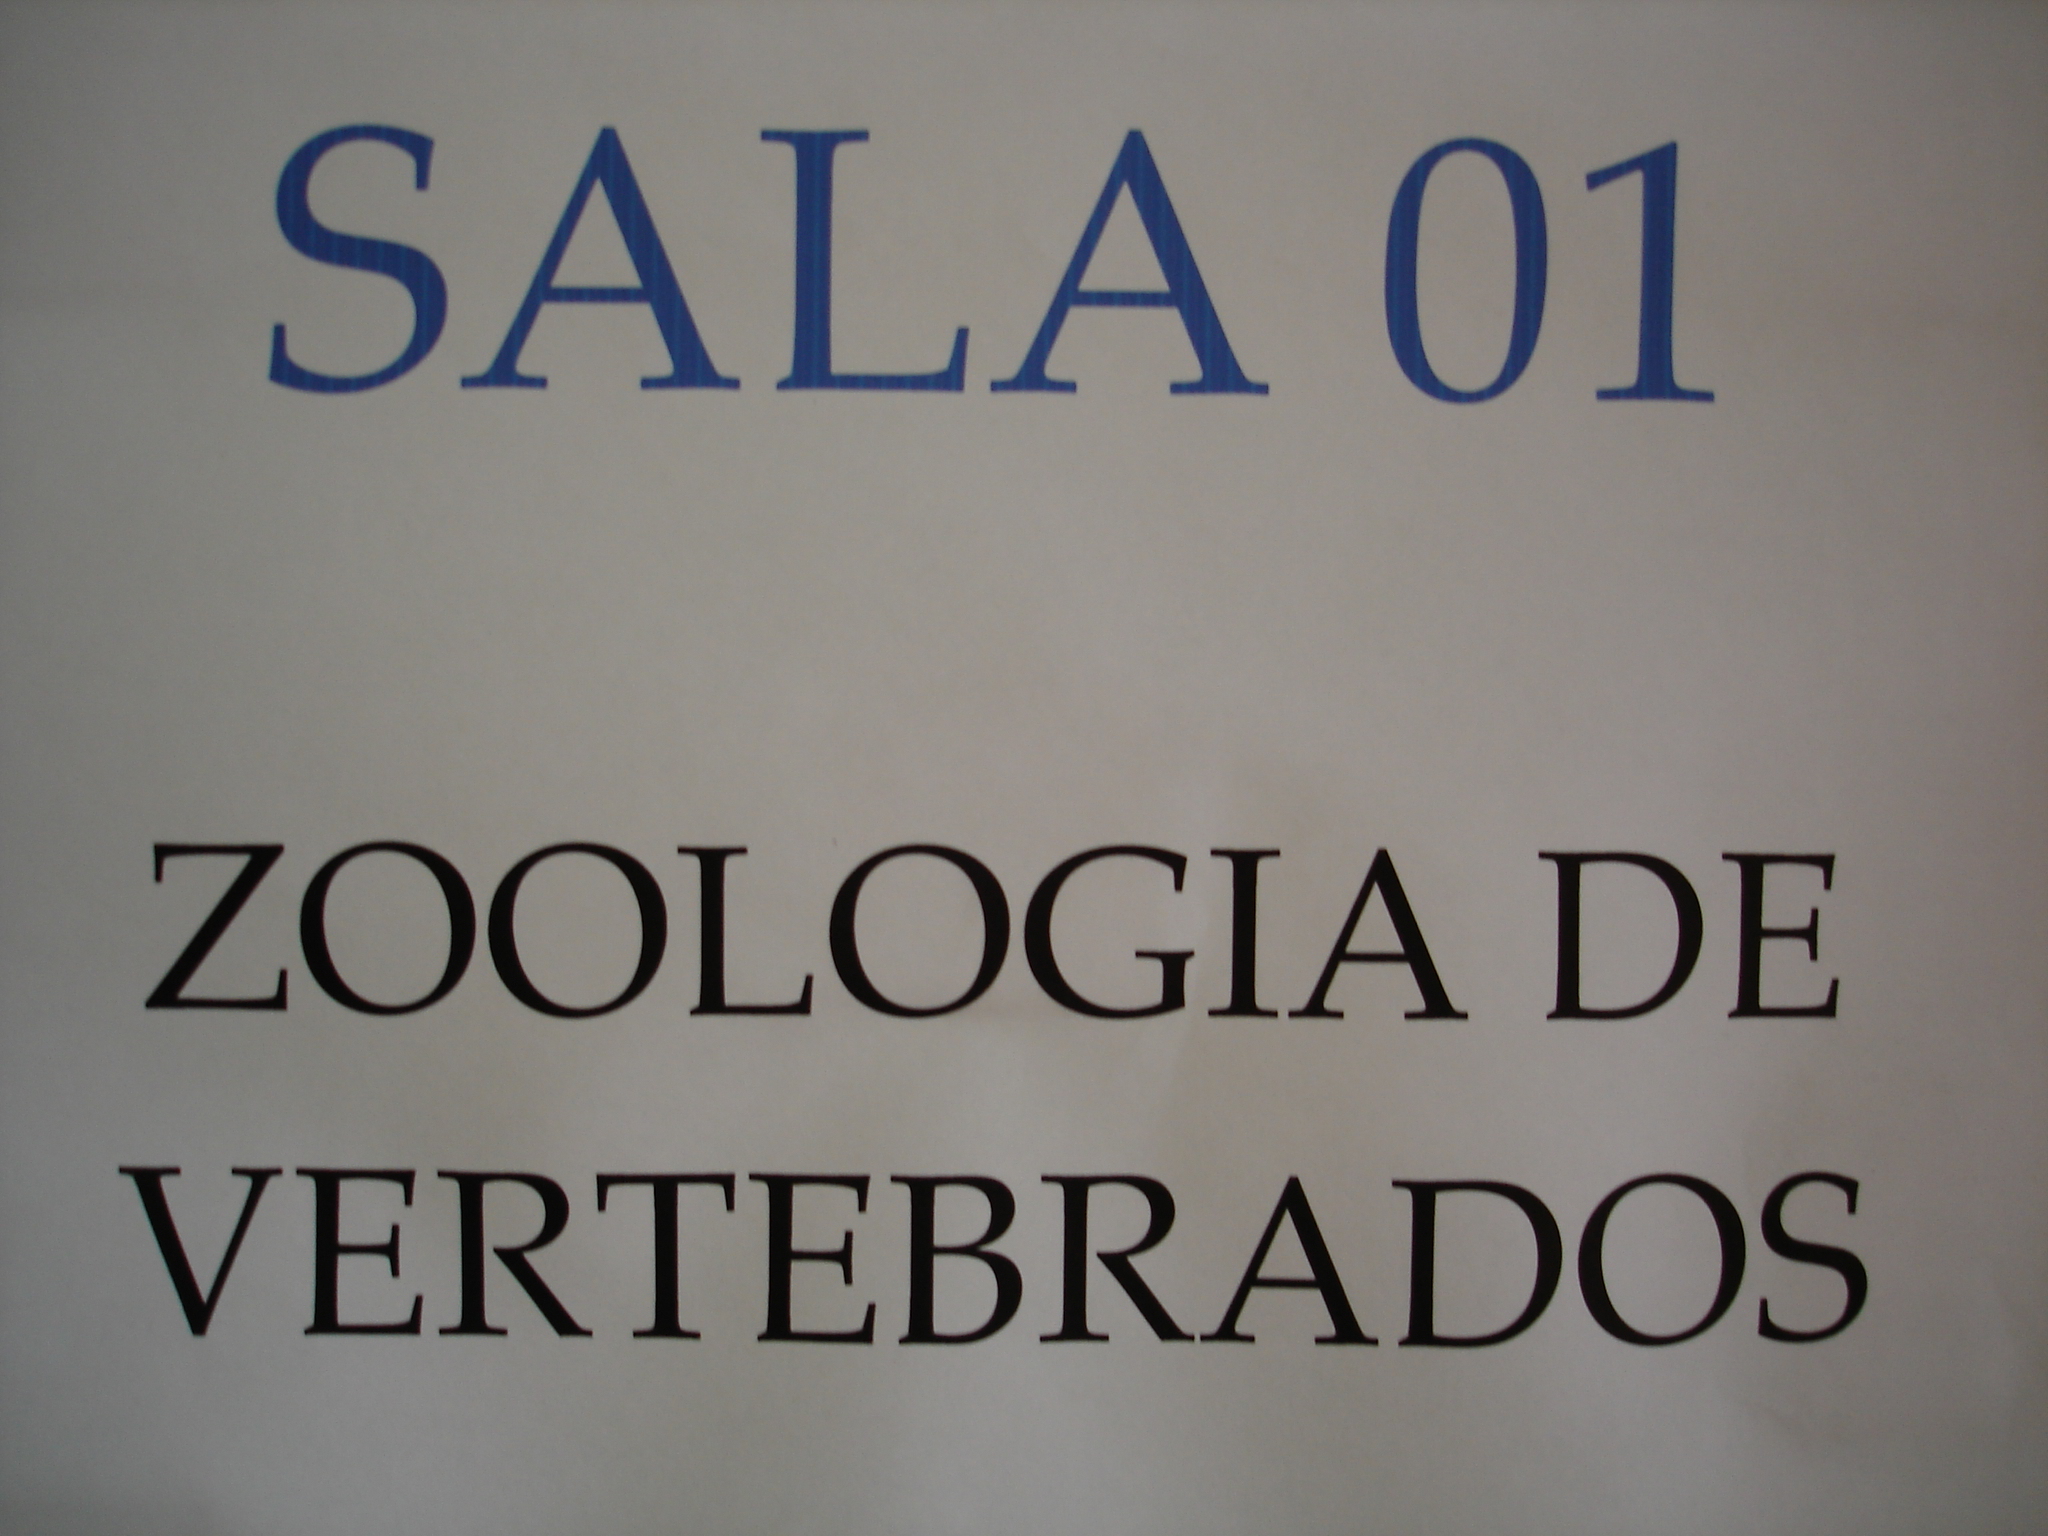 SALA 01
ZOOLOGIA DE
VERTEBRADOS